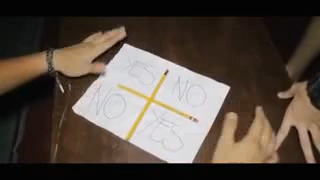 YES NO
NO YES